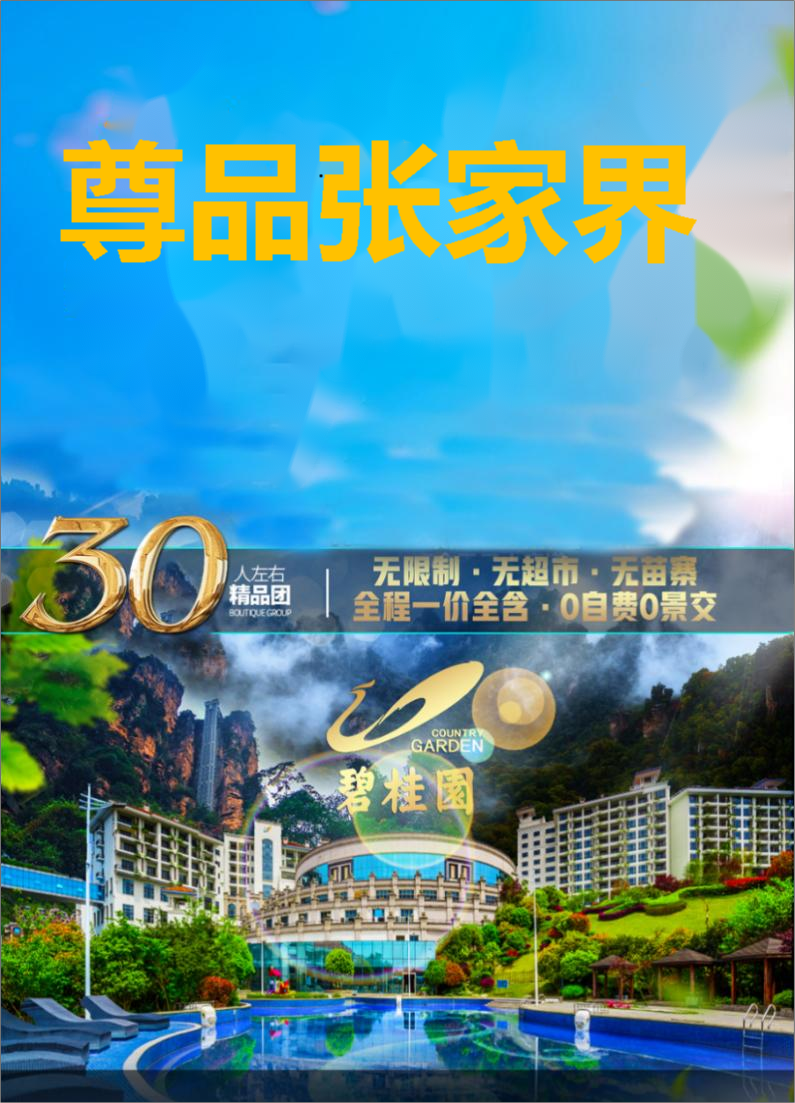 尊品张家界
30
人左右
精品团
BOUTIQUE GROUP
无限制·无超市·无苗寨
全程一价全含·0自费0景交
COUNTRY
GARDEN
碧桂園